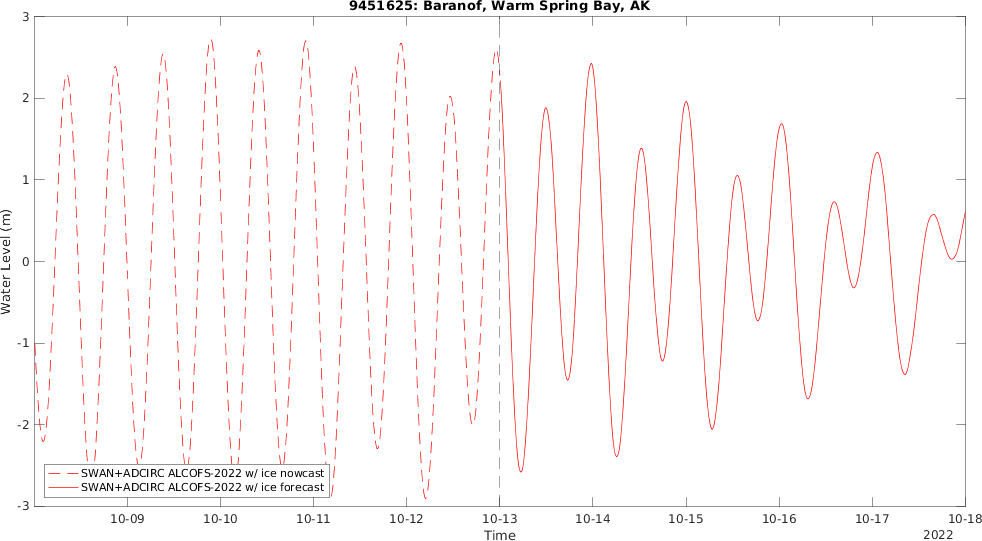 9451625: Baranof, Warm Spring Bay, AK
3
2
1
0
-1
-2
-3
Water Level (m)
SWAN+ADCIRC ALCOFS-2022 w/ ice nowcast
SWAN+ADCIRC ALCOFS-2022 w/ ice forecast
10-09 10-10 10-11 10-12 10-13 10-14 10-15 10-16 10-17 10-18
Time
2022